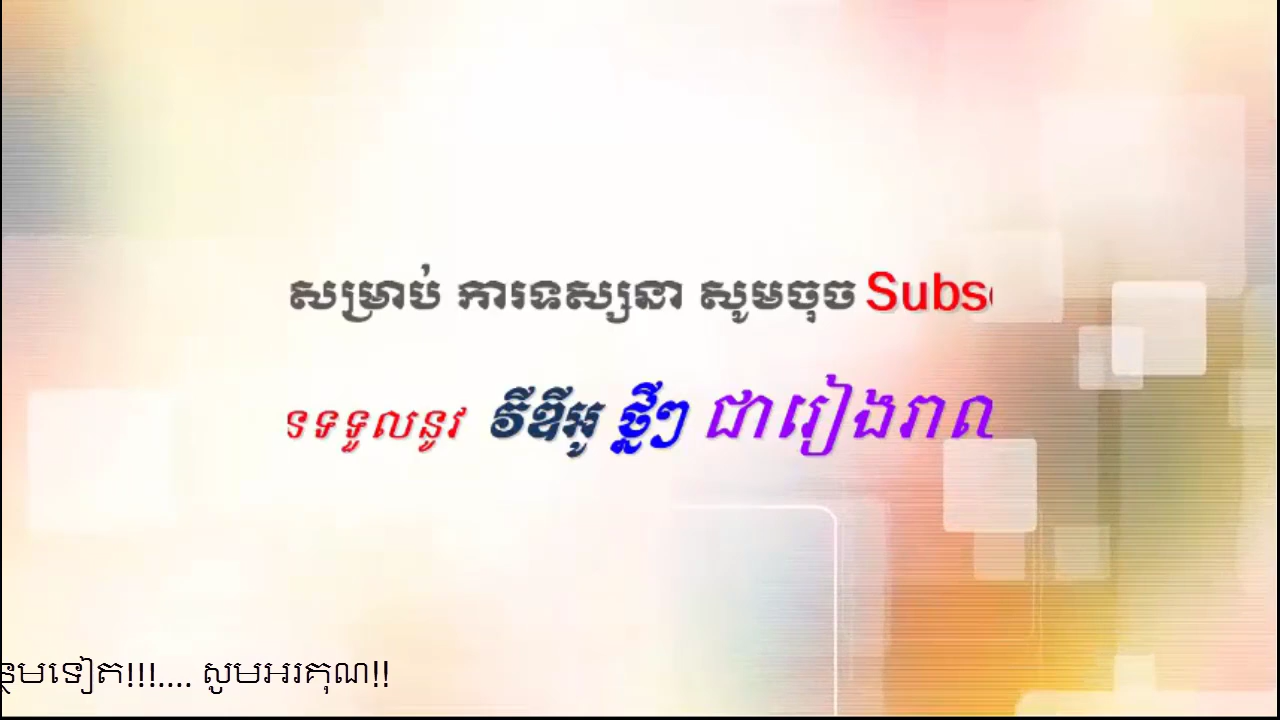 សម្រាប់ ការទស្សនា សូមចុច Subs
ទទួលនូវ វីឌីអូ ថ្មីៗ ជារៀងរាល
ន្ថមទៀត!!!.... សូមអរគុណ!!